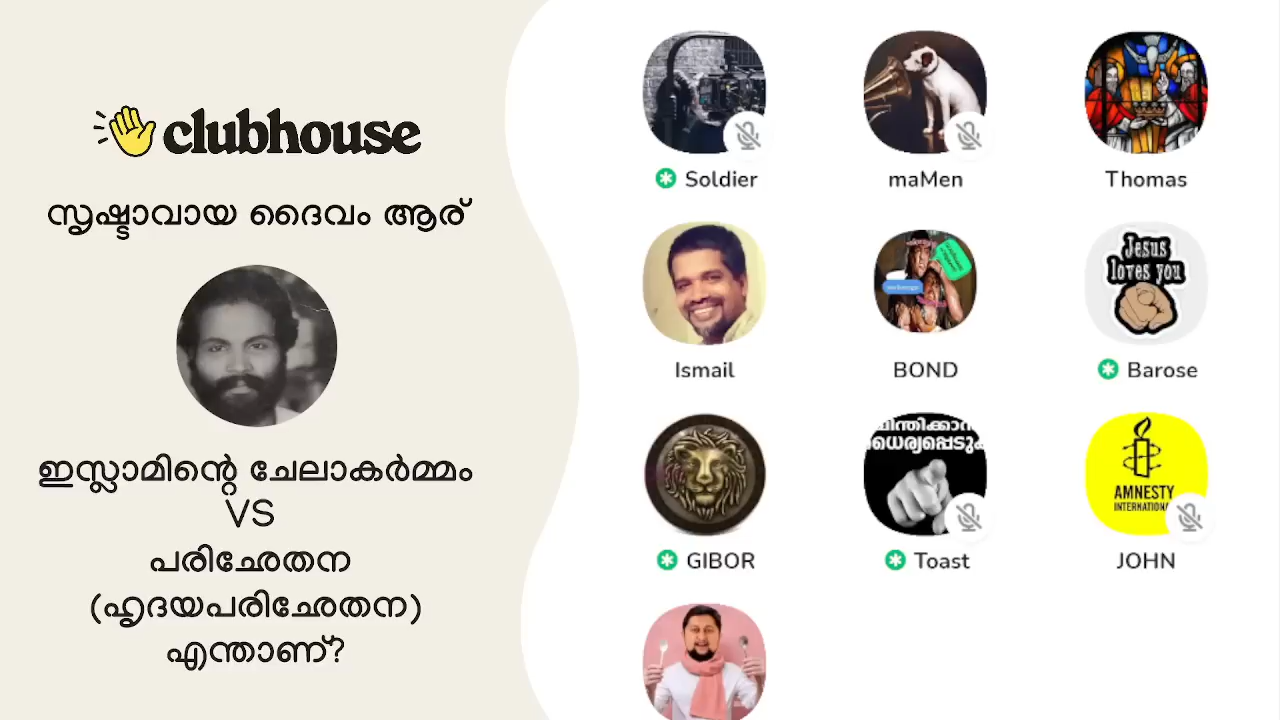 clubhouse
സൃഷ്ടാവായ ദൈവം ആര്
ഇസ്ലാമിന്റെ ചേലാകർമ്മം
VS
പരിഛേതന
(ഹൃദയപരിഛേതന)
എന്താണ്?
Soldier
maMen
Thomas
Ismail
BOND
Jesus
loves you
Barose
GIBOR
Toast
AMNESTY
JOHN